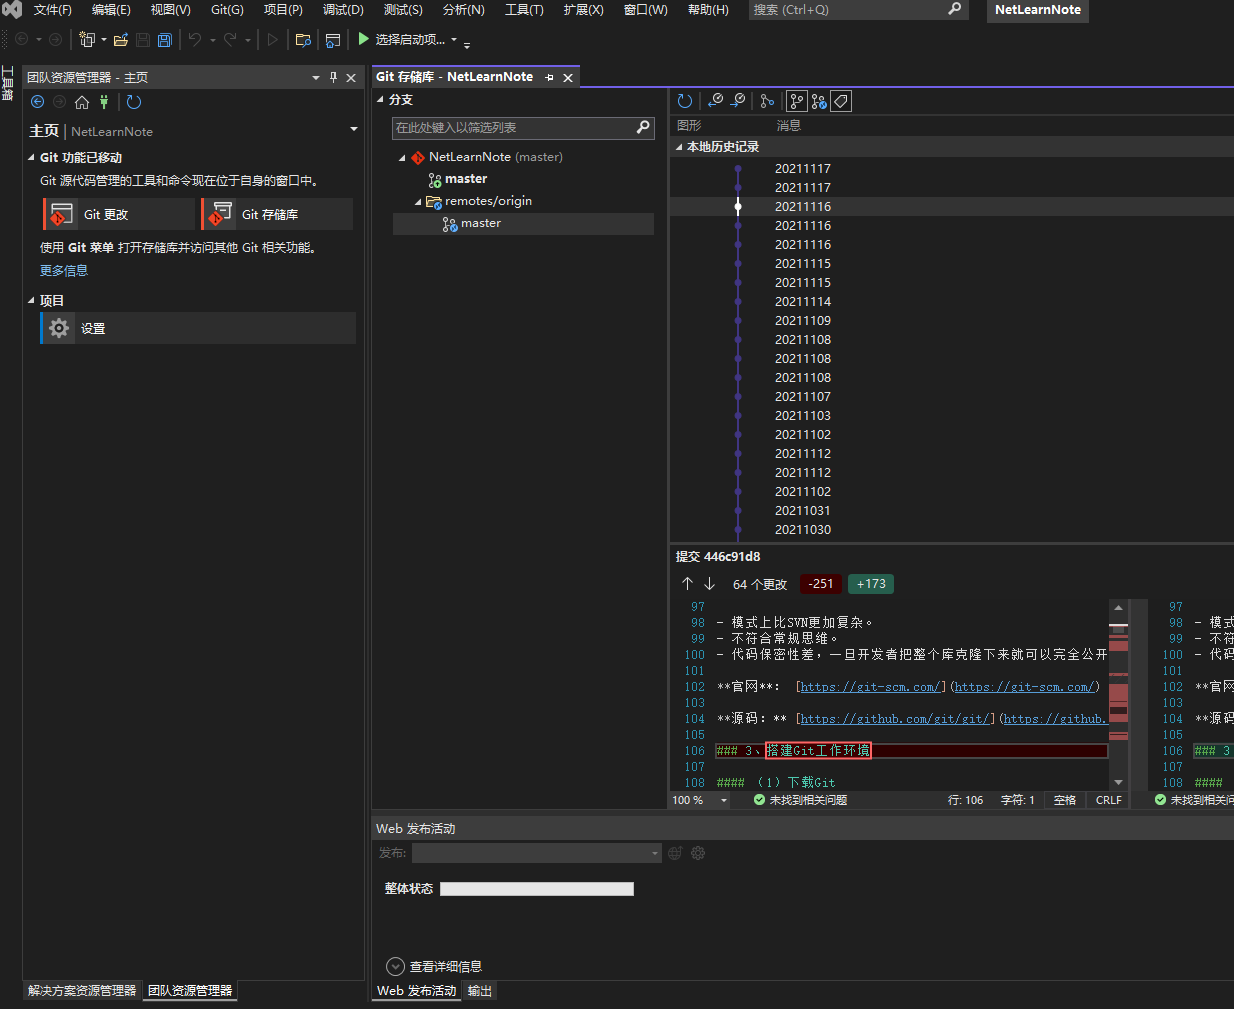 文件(F) 编辑(E) 视图(V) Git(G) 项目(P) 调试(D) 测试(S) 分析(N) 工具(T) 扩展(X) 窗口(W) 帮助(H) 搜索 (Ctrl+Q) NetLearnNote
选择启动项...
工具箱
团队资源管理器 - 主页
主页 | NetLearnNote
Git 功能已移动
Git 源代码管理的工具和命令现在位于自身的窗口中。
Git 更改 Git 存储库
使用 Git 菜单 打开存储库并访问其他 Git 相关功能。
更多信息
项目
设置
解决方案资源管理器 团队资源管理器
Git 存储库 - NetLearnNote
分支
在此处键入以筛选列表
NetLearnNote (master)
master
remotes/origin
master
图形 消息
本地历史记录
20211117
20211117
20211116
20211116
20211116
20211115
20211115
20211114
20211109
20211108
20211108
20211108
20211107
20211103
20211102
20211112
20211112
20211102
20211031
20211030
提交 446c91d8
64 个更改 -251 +173
97 97
98 - 模式上比SVN更加复杂。 98 - 模式
99 - 不符合常规思维。 99 - 不符
100 - 代码保密性差，一旦开发者把整个库克隆下来就可以完全公开 100 - 代码
101 101
102 **官网**： [https://git-scm.com/](https://git-scm.com/) 102 **官网
103 103
104 **源码：** [https://github.com/git/git/](https://github. 104 **源码
105 105
106 ### 3、搭建Git工作环境 106 ### 3
107 107
108 #### （1）下载Git 108 ####
100 % 未找到相关问题 行: 106 字符: 1 空格 CRLF 未找到相关问
Web 发布活动
发布:
整体状态
查看详细信息
Web 发布活动 输出